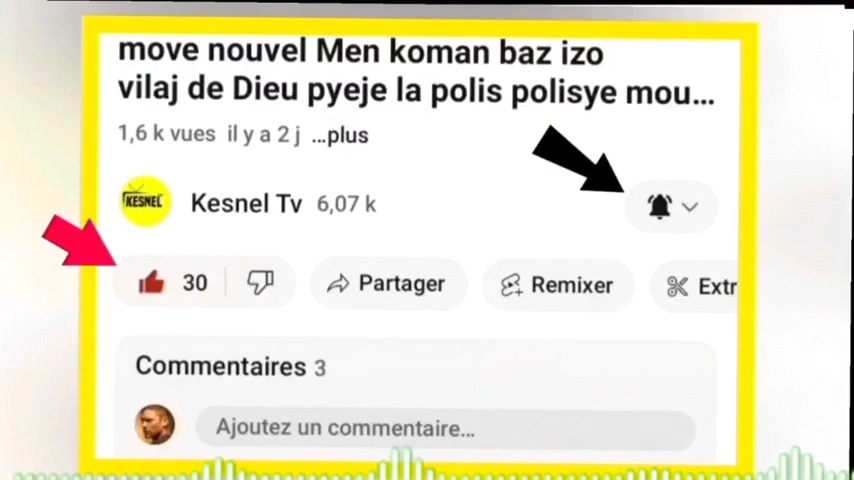 move nouvel Men koman baz izo
vilaj de Dieu pyeje la polis polisye mou...
1,6 k vues il y a 2 j ...plus
KESNEL
Kesnel Tv 6,07 k
30 Partager Remixer Extr
Commentaires 3
Ajoutez un commentaire...